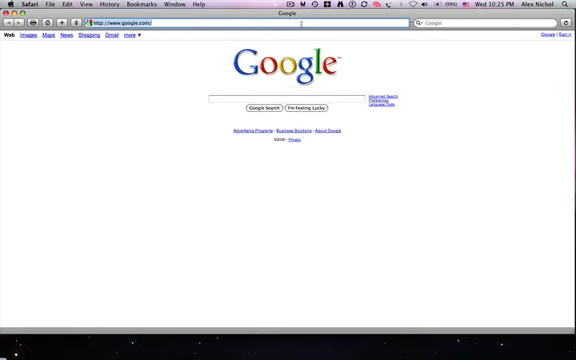 Safari File Edit View History Bookmarks Window Help (99%) Wed 10:25 PM Alex Nichol
Google
http://www.google.com/ Google
Web Images Maps News Shopping Gmail more ▼ iGoogle | Sign in
Google™
Advanced Search
Preferences
Language Tools
Google Search I'm Feeling Lucky
Advertising Programs - Business Solutions - About Google
©2009 - Privacy